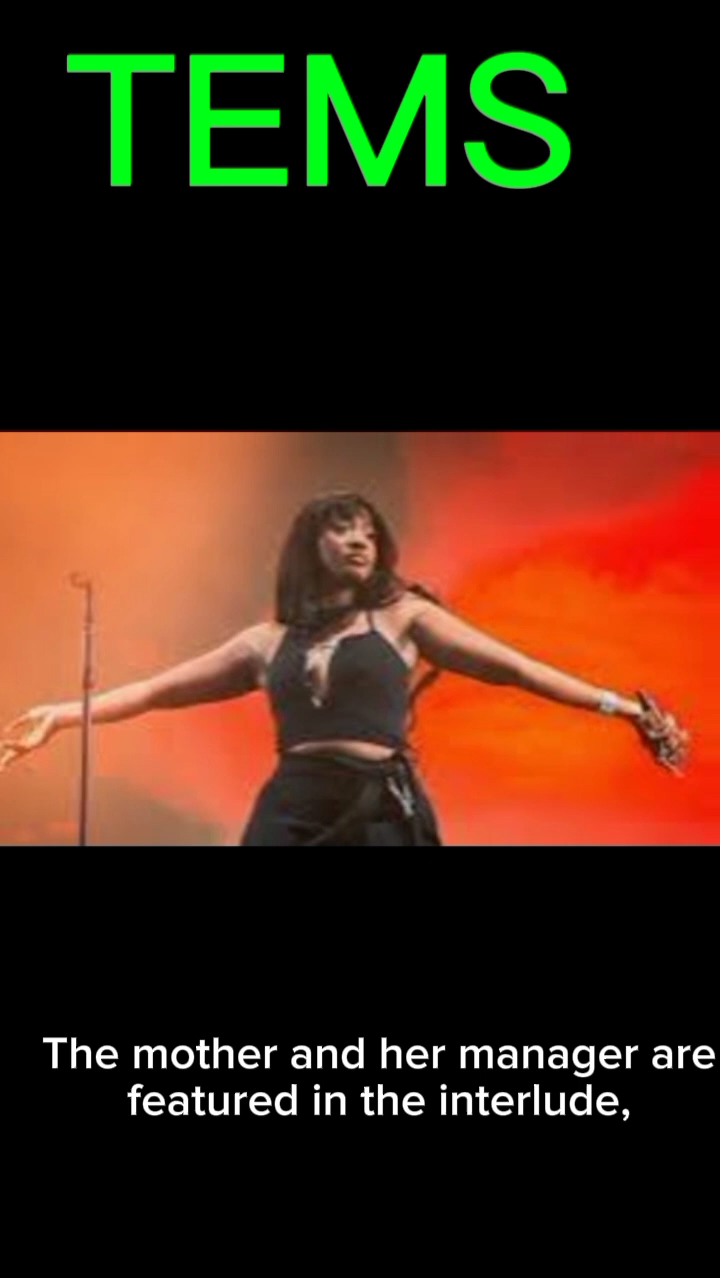 TEMS
The mother and her manager are
featured in the interlude,